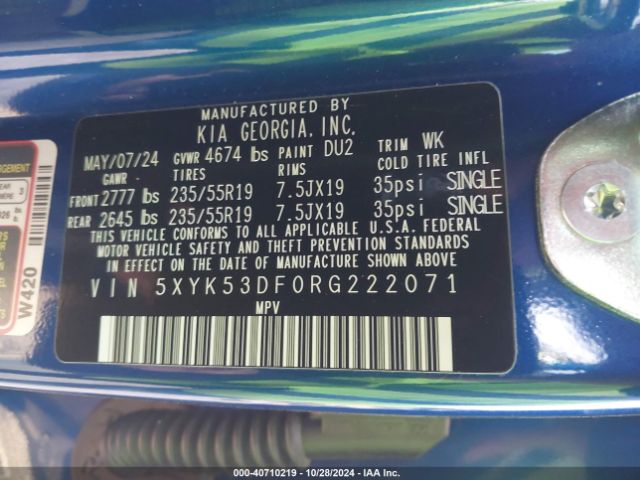 MANUFACTURED BY
KIA GEORGIA, INC.
MAY/07/24 GVWR 4674 lbs PAINT DU2 TRIM WK
GAWR TIRES RIMS COLD TIRE INFL
FRONT 2777 lbs 235/55R19 7.5JX19 35psi SINGLE
REAR 2645 lbs 235/55R19 7.5JX19 35psi SINGLE
THIS VEHICLE CONFORMS TO ALL APPLICABLE U.S.A. FEDERAL
MOTOR VEHICLE SAFETY AND THEFT PREVENTION STANDARDS
IN EFFECT ON THE DATE OF MANUFACTURE SHOWN ABOVE
VIN 5XYK53DF0RG222071
MPV
W420
000-40710219 | 10/28/2024 | IAA Inc.